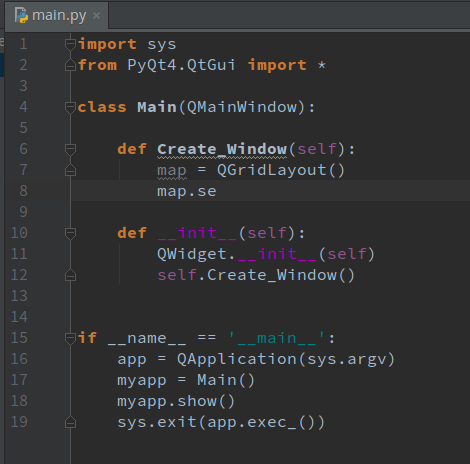 main.py
1 import sys
2 from PyQt4.QtGui import *
3
4 class Main(QMainWindow):
5
6     def Create_Window(self):
7         map = QGridLayout()
8         map.se
9
10     def __init__(self):
11         QWidget.__init__(self)
12         self.Create_Window()
13
14
15 if __name__ == '__main__':
16     app = QApplication(sys.argv)
17     myapp = Main()
18     myapp.show()
19     sys.exit(app.exec_())